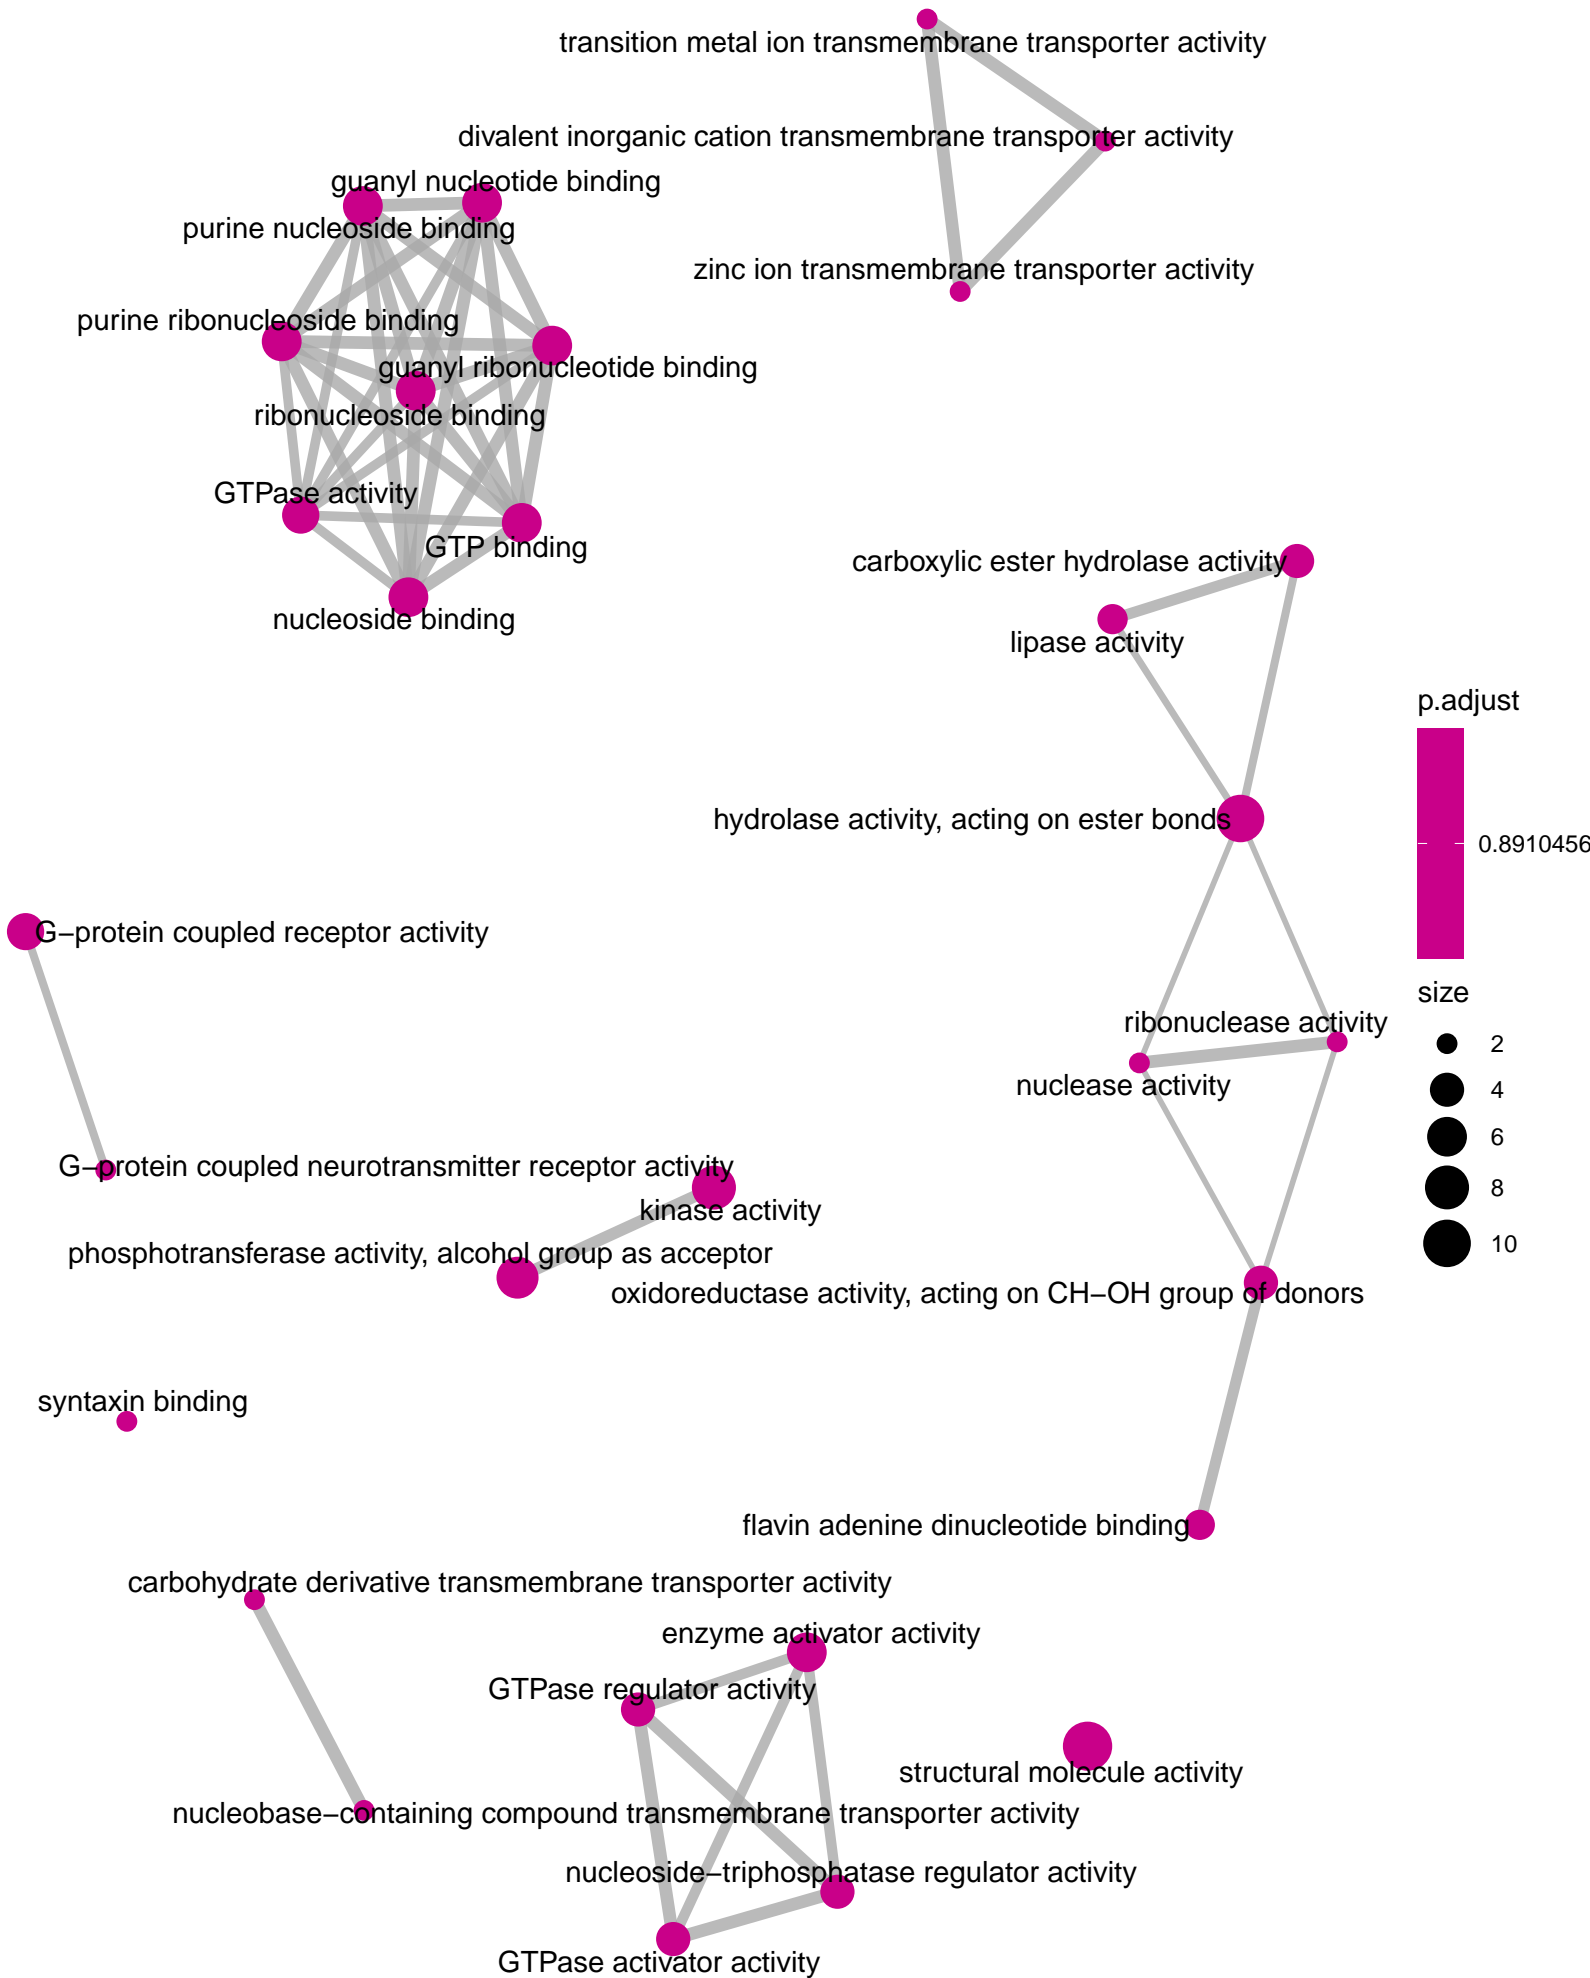 transition metal ion transmembrane transporter activity
divalent inorganic cation transmembrane transporter activity
guanyl nucleotide binding
purine nucleoside binding
zinc ion transmembrane transporter activity
purine ribonucleoside binding
guanyl ribonucleotide binding
ribonucleoside binding
GTPase activity
GTP binding
carboxylic ester hydrolase activity
nucleoside binding
lipase activity
p.adjust
hydrolase activity, acting on ester bonds
0.8910456
G−protein coupled receptor activity
size
ribonuclease activity
2
nuclease activity
4
6
G−protein coupled neurotransmitter receptor activity
8
kinase activity
10
phosphotransferase activity, alcohol group as acceptor
oxidoreductase activity, acting on CH−OH group of donors
syntaxin binding
flavin adenine dinucleotide binding
carbohydrate derivative transmembrane transporter activity
enzyme activator activity
GTPase regulator activity
structural molecule activity
nucleobase−containing compound transmembrane transporter activity
nucleoside−triphosphatase regulator activity
GTPase activator activity